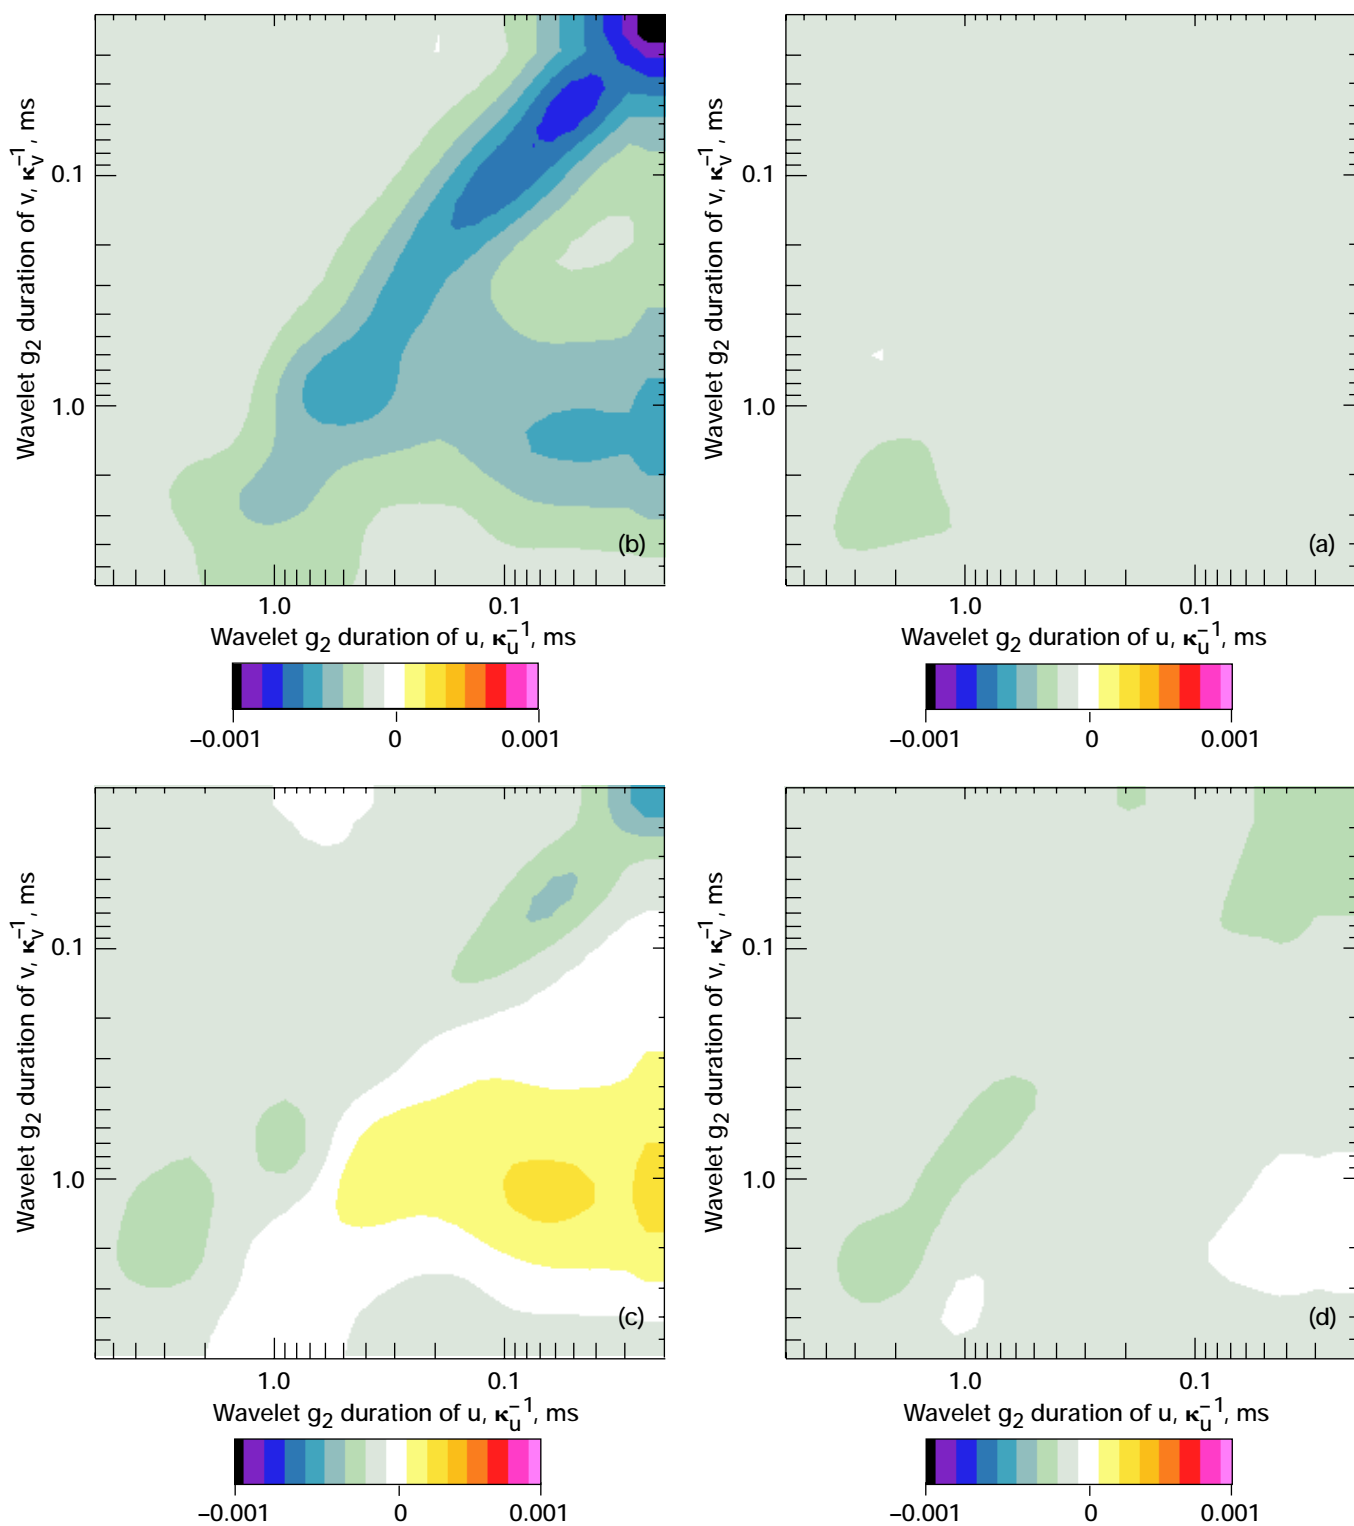 Wavelet g₂ duration of v, κᵥ⁻¹, ms
0.1
1.0
(b)
1.0 0.1
Wavelet g₂ duration of u, κᵤ⁻¹, ms
−0.001 0 0.001
Wavelet g₂ duration of v, κᵥ⁻¹, ms
0.1
1.0
(a)
1.0 0.1
Wavelet g₂ duration of u, κᵤ⁻¹, ms
−0.001 0 0.001
Wavelet g₂ duration of v, κᵥ⁻¹, ms
0.1
1.0
(c)
1.0 0.1
Wavelet g₂ duration of u, κᵤ⁻¹, ms
−0.001 0 0.001
Wavelet g₂ duration of v, κᵥ⁻¹, ms
0.1
1.0
(d)
1.0 0.1
Wavelet g₂ duration of u, κᵤ⁻¹, ms
−0.001 0 0.001